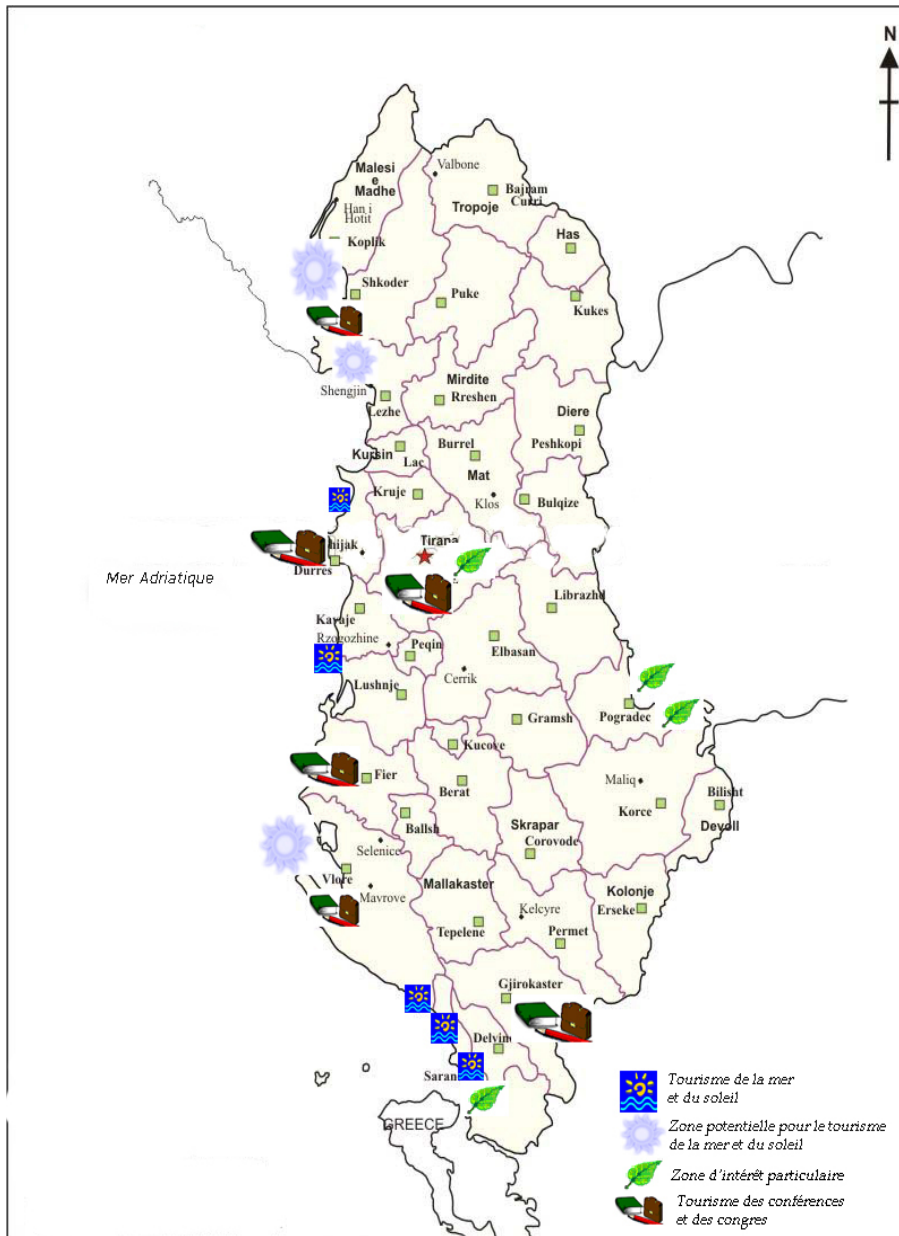 N
Valbone
Malesi
e
Madhe
Bajram
Curri
Tropoje
Han i
Hotit
Has
Koplik
Shkoder
Puke
Kukes
Mirdite
Shengjin
Rreshen
Lezhe
Diere
Burrel
Peshkopi
Kursin
Laç
Mat
Kruje
Klos
Bulqize
Tirana
hijak
Durres
Mer Adriatique
Librazhd
Kavaje
Rzogozhine
Peqin
Elbasan
Cerrik
Lushnje
Pogradec
Gramsh
Kucove
Fier
Berat
Maliq
Bilisht
Korce
Ballsh
Skrapar
Devoll
Selenice
Corovode
Vlore
Mallakaster
Kolonje
Mavrove
Kelcyre
Erseke
Tepelene
Permet
Gjirokaster
Delvin
Saran
GREECE
Tourisme de la mer
et du soleil
Zone potentielle pour le tourisme
de la mer et du soleil
Zone d'intérêt particulaire
Tourisme des conférences
et des congres